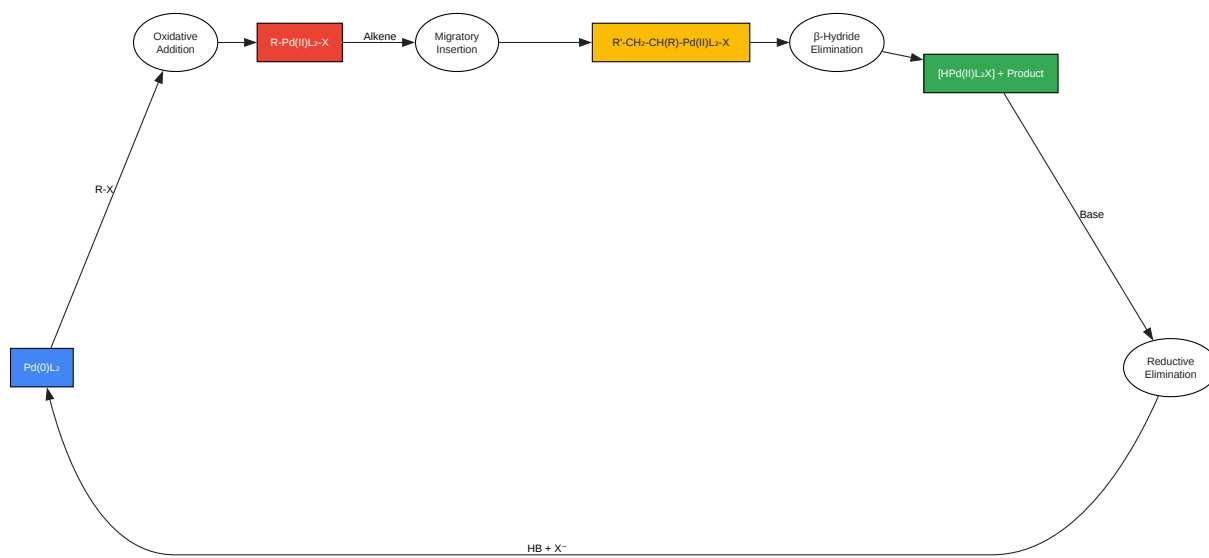 Oxidative
Addition
R-Pd(II)L₂-X
Alkene
Migratory
Insertion
R'-CH₂-CH(R)-Pd(II)L₂-X
β-Hydride
Elimination
[HPd(II)L₂X] + Product
R-X
Base
Pd(0)L₂
Reductive
Elimination
HB + X⁻